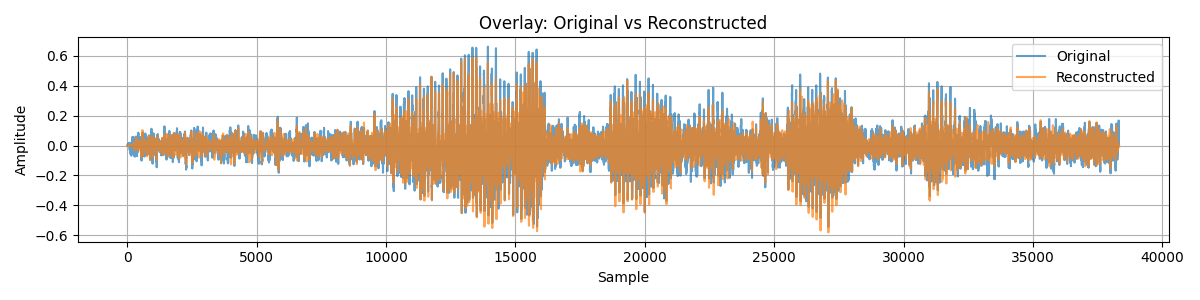 Overlay: Original vs Reconstructed
Original
Reconstructed
Amplitude
0.6
0.4
0.2
0.0
−0.2
−0.4
−0.6
0 5000 10000 15000 20000 25000 30000 35000 40000
Sample